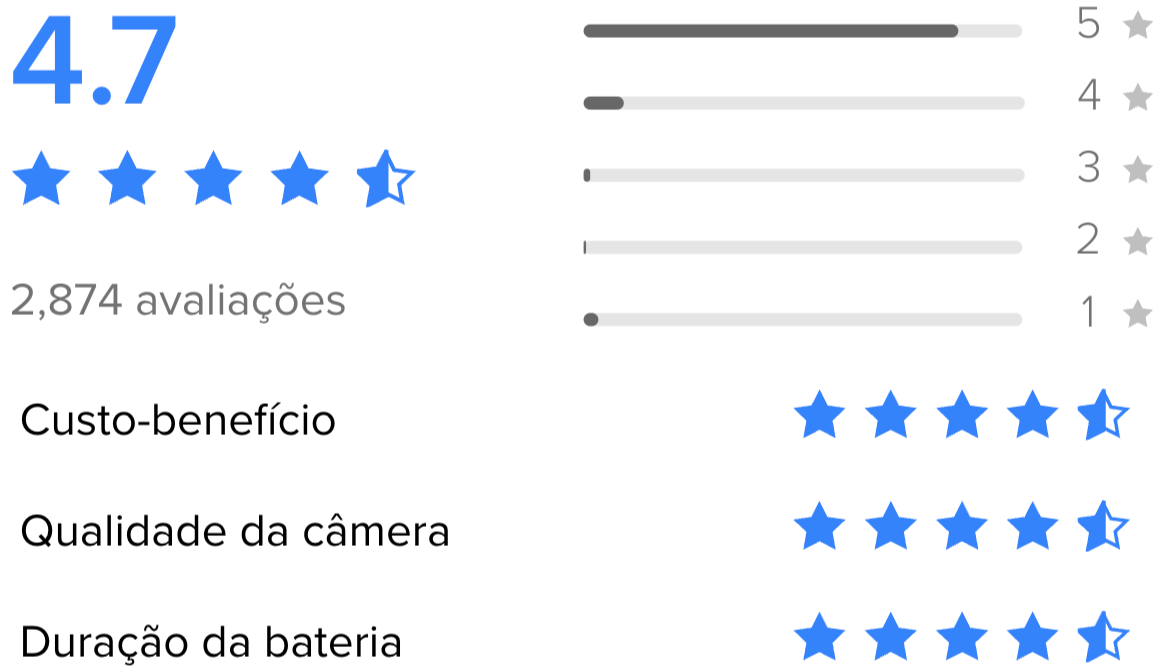 4.7
2,874 avaliações
5
4
3
2
1
Custo-benefício
Qualidade da câmera
Duração da bateria